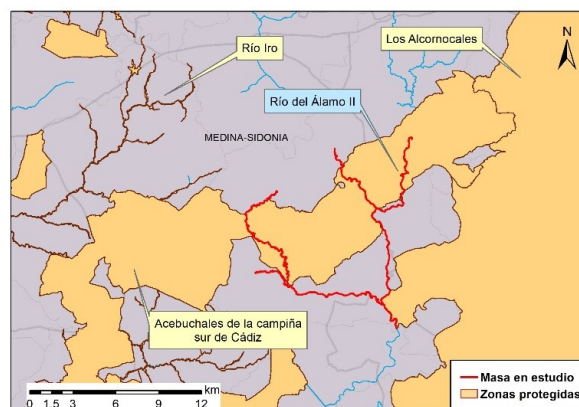 Los Alcornocales
N
Río Iro
Río del Álamo II
MEDINA-SIDONIA
Acebuchales de la campiña
sur de Cádiz
km
0 1.5 3 6 9 12
Masa en estudio
Zonas protegidas